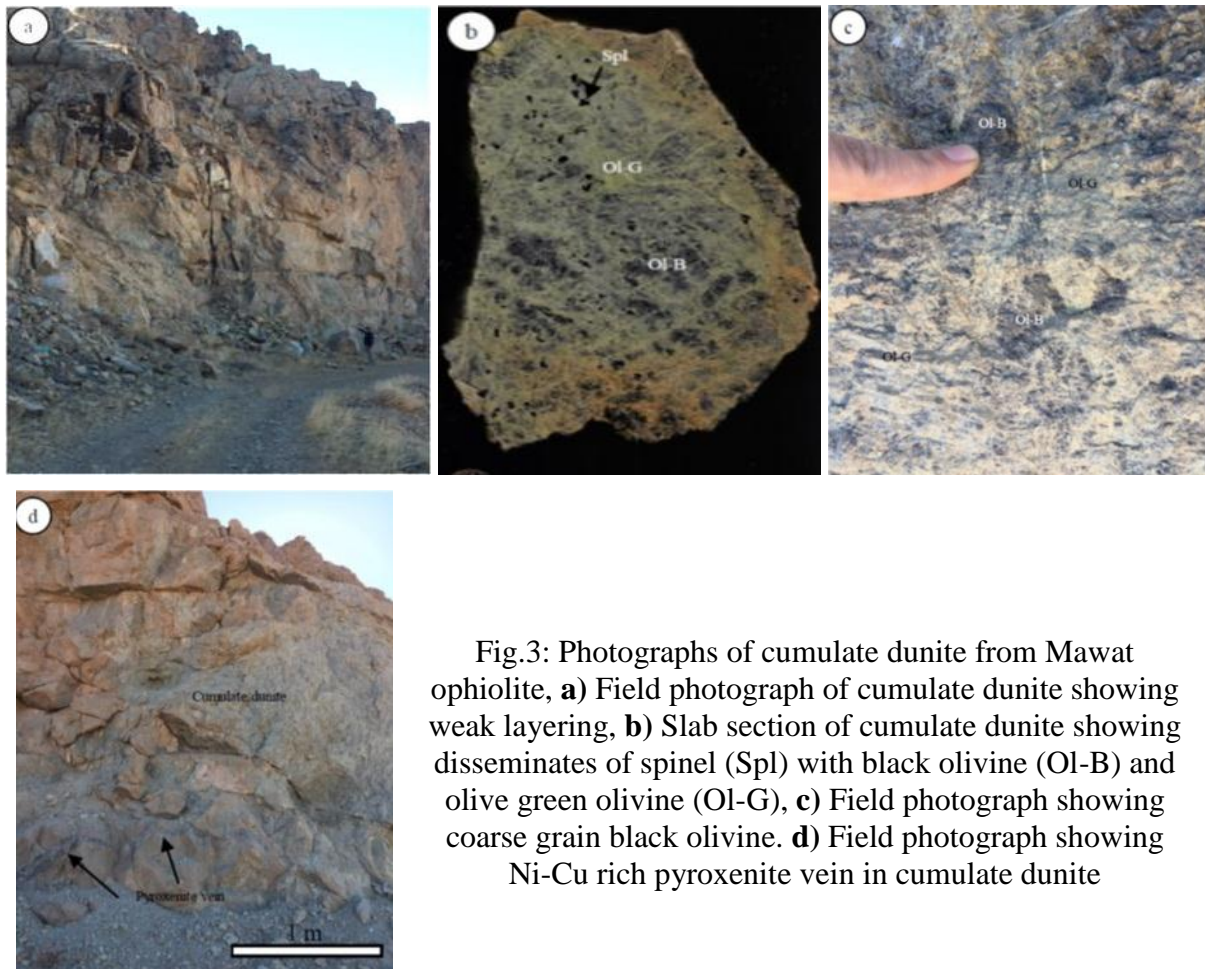 a
b
Spl
Ol-G
Ol-B
c
Ol-B
Ol-G
Ol-B
Ol-G
d
Cumulate dunite
Pyroxenite vein
1 m
Fig.3: Photographs of cumulate dunite from Mawat
ophiolite, a) Field photograph of cumulate dunite showing
weak layering, b) Slab section of cumulate dunite showing
disseminates of spinel (Spl) with black olivine (Ol-B) and
olive green olivine (Ol-G), c) Field photograph showing
coarse grain black olivine. d) Field photograph showing
Ni-Cu rich pyroxenite vein in cumulate dunite